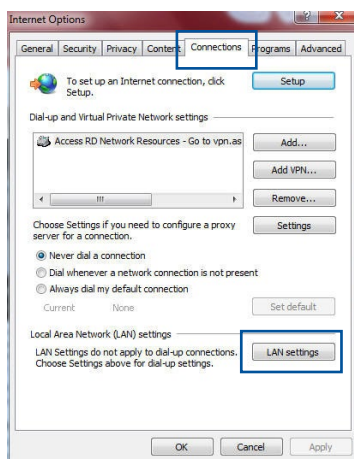 Internet Options
General Security Privacy Content Connections Programs Advanced
To set up an Internet connection, click
Setup.
Setup
Dial-up and Virtual Private Network settings
Access RD Network Resources - Go to vpn.as
Add...
Add VPN...
Remove...
Choose Settings if you need to configure a proxy
server for a connection.
Settings
Never dial a connection
Dial whenever a network connection is not present
Always dial my default connection
Current None
Set default
Local Area Network (LAN) settings
LAN Settings do not apply to dial-up connections.
Choose Settings above for dial-up settings.
LAN settings
OK Cancel Apply